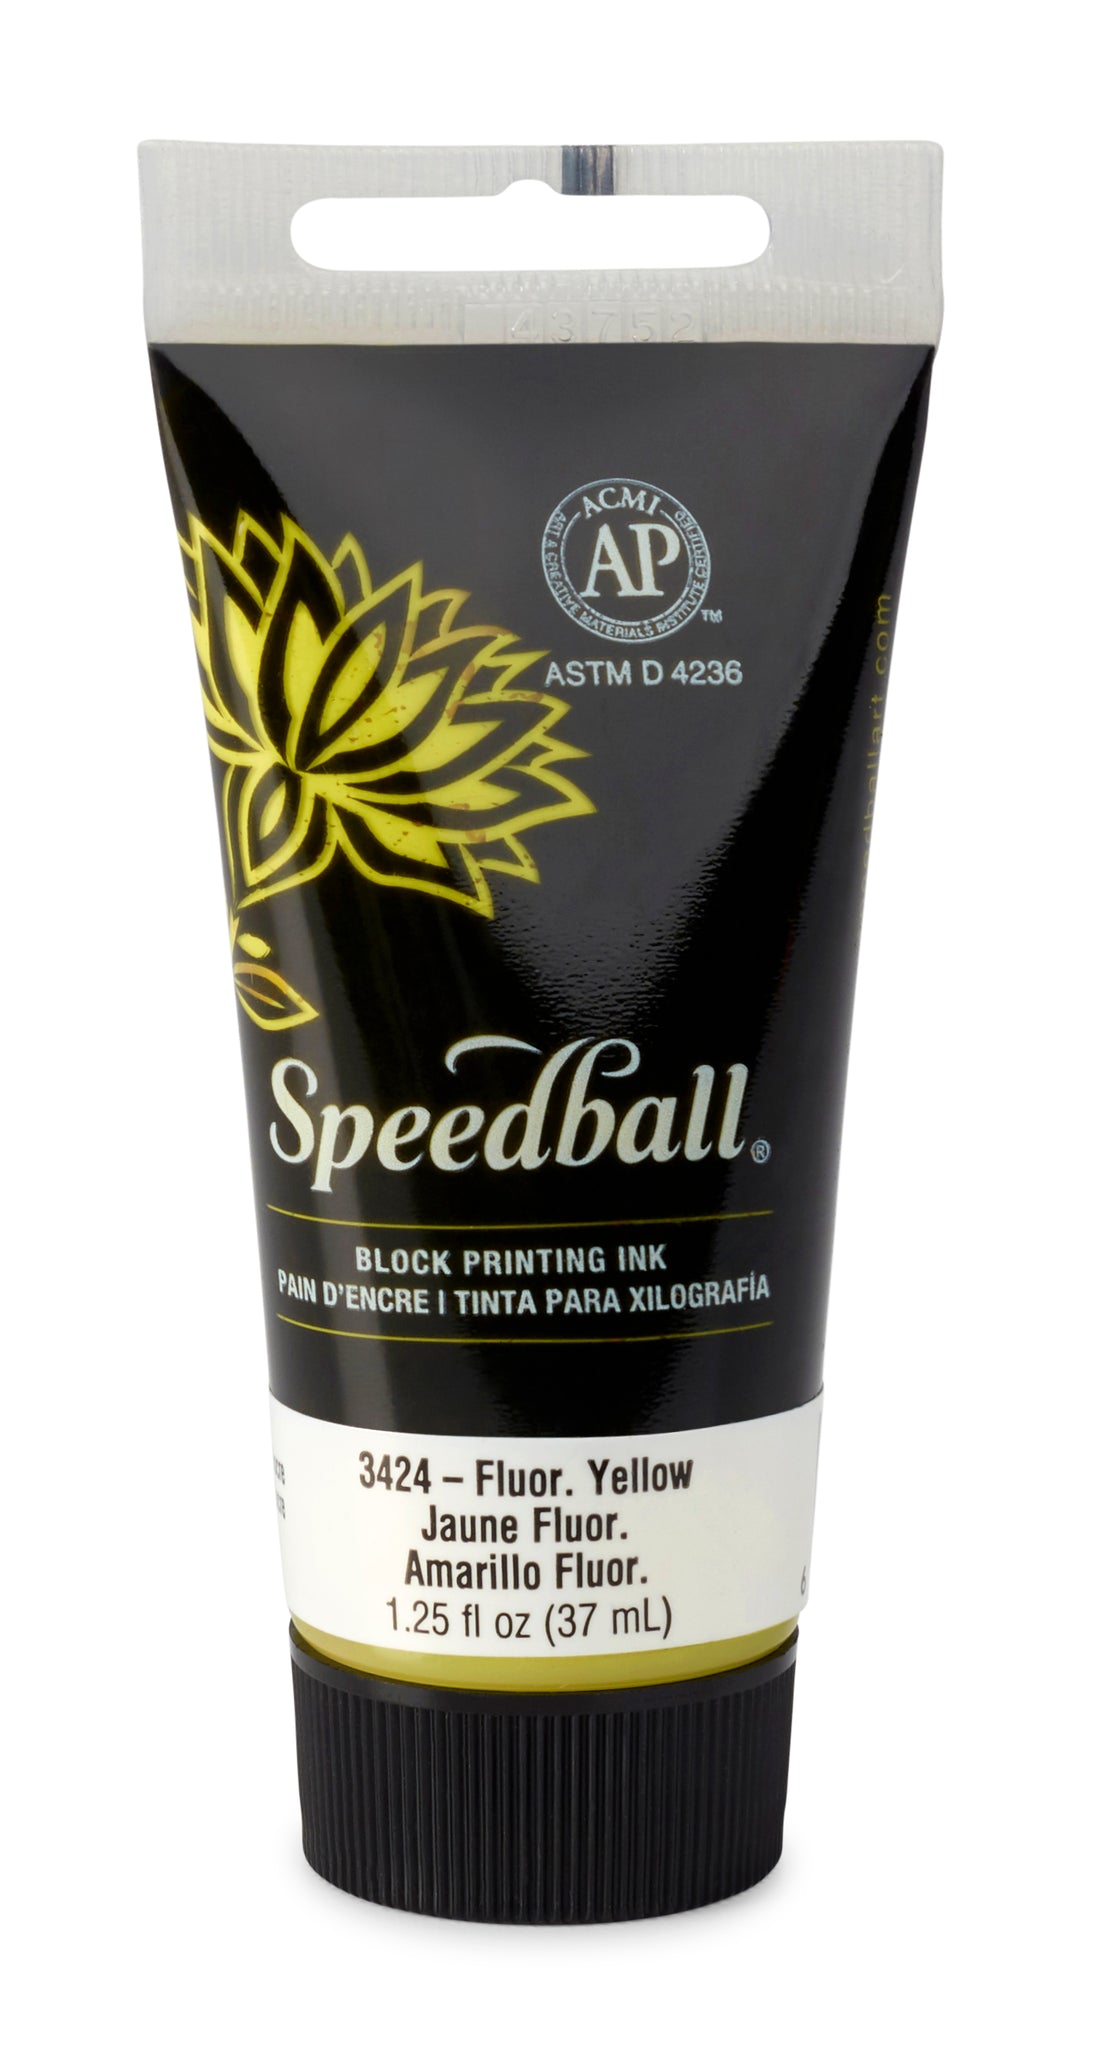 43752
ACMI
AP
ART & CREATIVE MATERIALS INSTITUTE CERTIFIED
TM
ASTM D 4236
Speedball®
BLOCK PRINTING INK
PAIN D'ENCRE | TINTA PARA XILOGRAFÍA
3424 – Fluor. Yellow
Jaune Fluor.
Amarillo Fluor.
1.25 fl oz (37 mL)